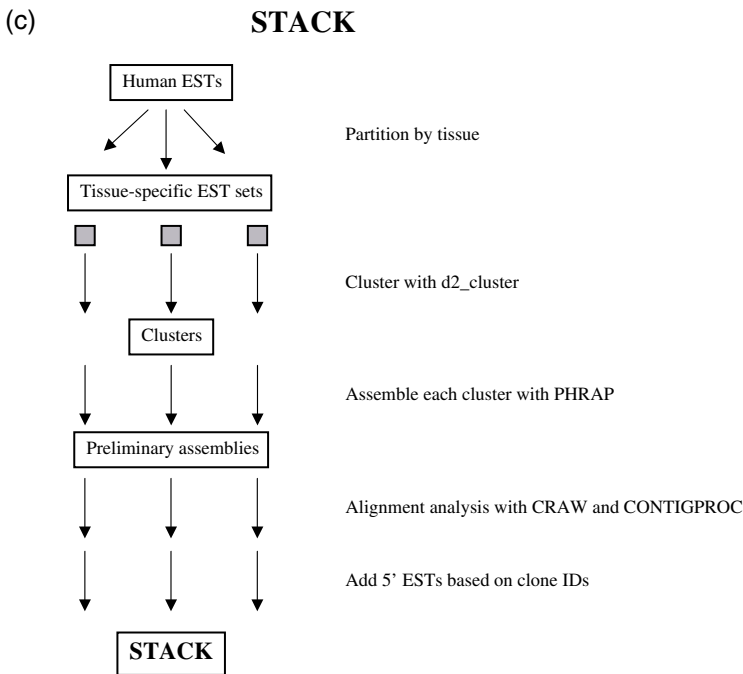 (c)
STACK
Human ESTs
Partition by tissue
Tissue-specific EST sets
Cluster with d2_cluster
Clusters
Assemble each cluster with PHRAP
Preliminary assemblies
Alignment analysis with CRAW and CONTIGPROC
Add 5’ ESTs based on clone IDs
STACK